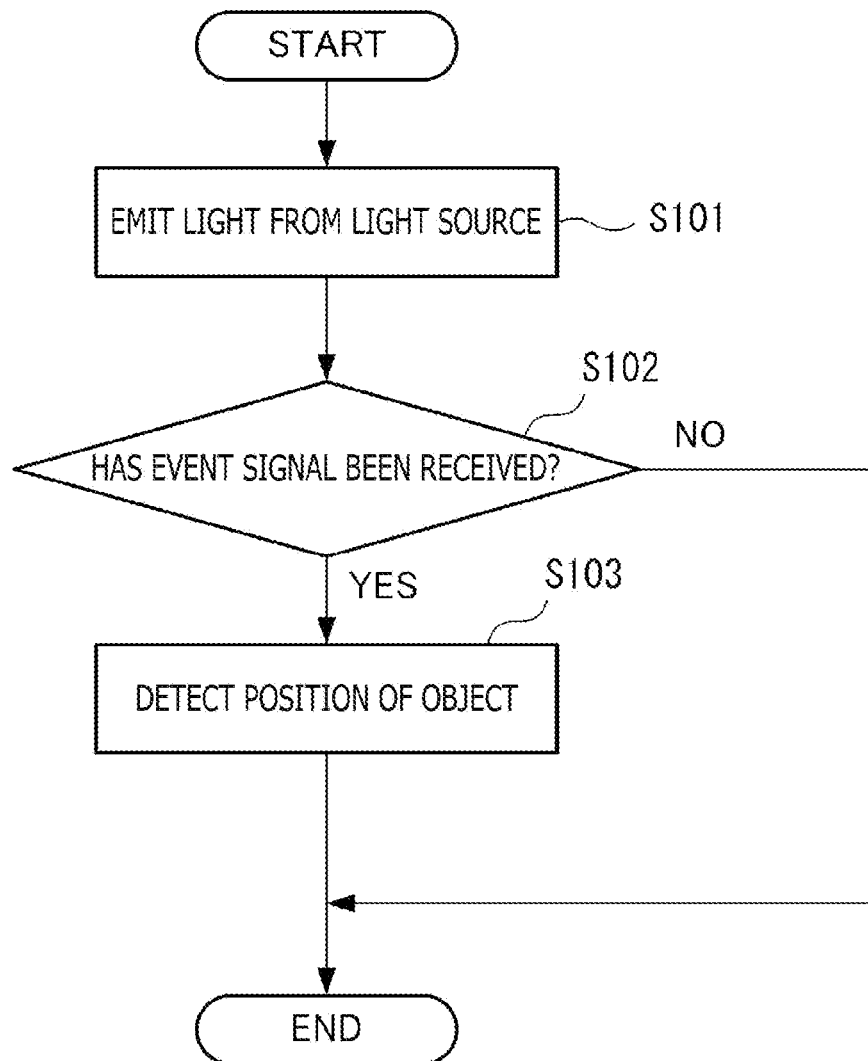 START
EMIT LIGHT FROM LIGHT SOURCE
S101
S102
HAS EVENT SIGNAL BEEN RECEIVED?
NO
YES
S103
DETECT POSITION OF OBJECT
END